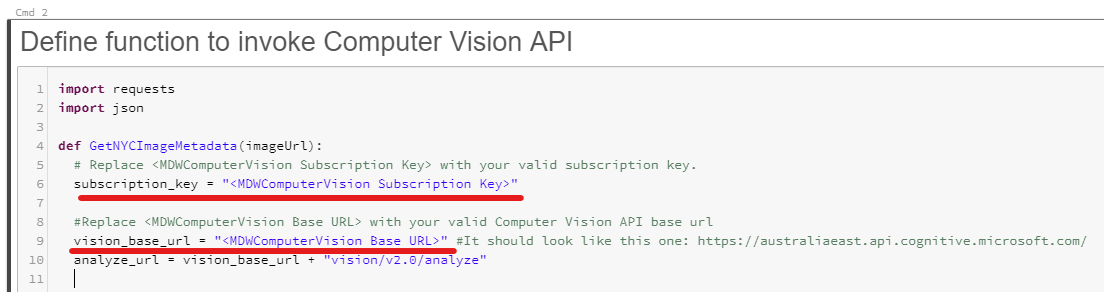 Cmd 2
Define function to invoke Computer Vision API
1 import requests
2 import json
3
4 def GetNYCImageMetadata(imageUrl):
5 # Replace <MDWComputerVision Subscription Key> with your valid subscription key.
6 subscription_key = "<MDWComputerVision Subscription Key>"
7
8 #Replace <MDWComputerVision Base URL> with your valid Computer Vision API base url
9 vision_base_url = "<MDWComputerVision Base URL>" #It should look like this one: https://australiaeast.api.cognitive.microsoft.com/
10 analyze_url = vision_base_url + "vision/v2.0/analyze"
11